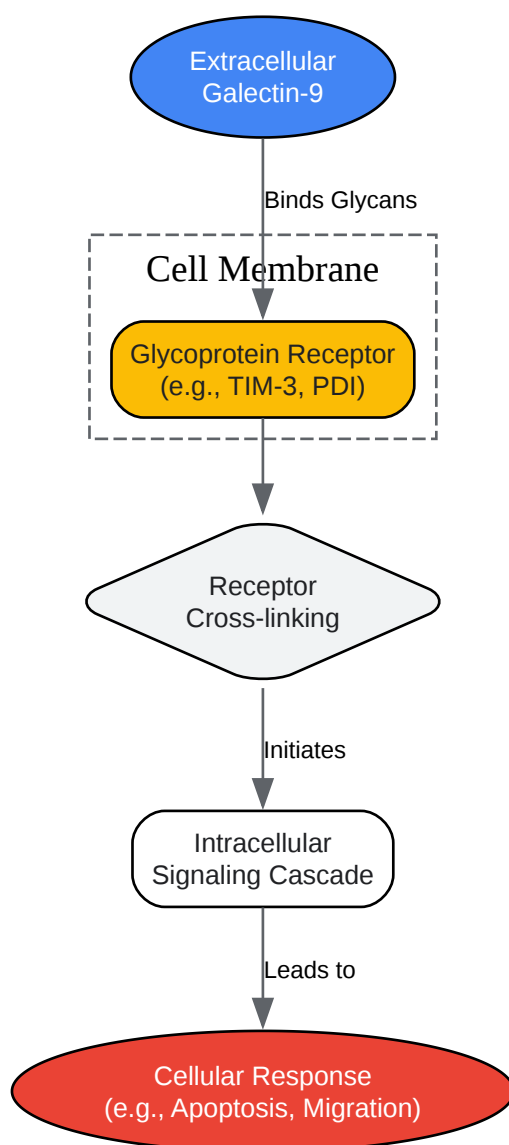 Extracellular
Galectin-9
Binds Glycans
Cell Membrane
Glycoprotein Receptor
(e.g., TIM-3, PDI)
Receptor
Cross-linking
Initiates
Intracellular
Signaling Cascade
Leads to
Cellular Response
(e.g., Apoptosis, Migration)